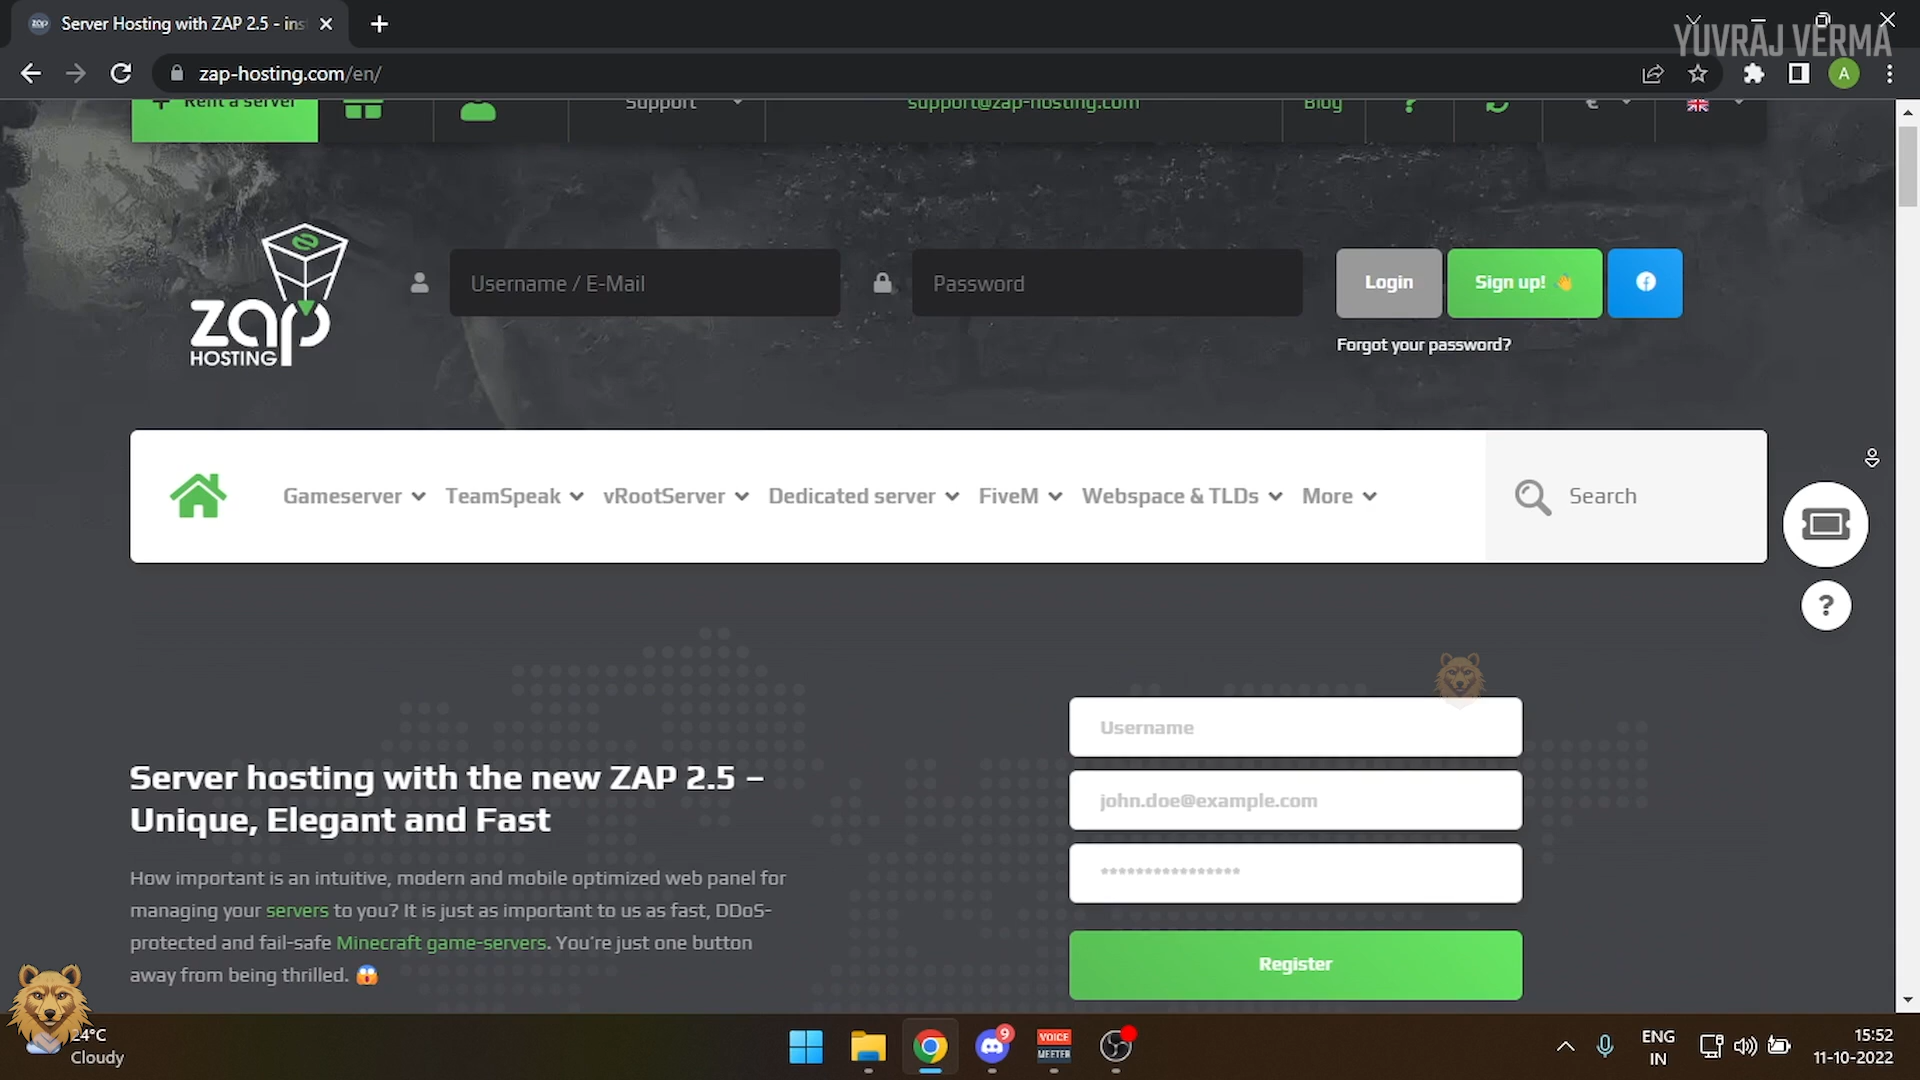 Server Hosting with ZAP 2.5 - ins
YUVRAJ VERMA
zap-hosting.com/en/
A
Rent a server
Support
support@zap-hosting.com
Blog
?
€
zap
HOSTING
Username / E-Mail
Password
Login
Sign up! 👋
Forgot your password?
Gameserver
TeamSpeak
vRootServer
Dedicated server
FiveM
Webspace & TLDs
More
Search
?
Username
john.doe@example.com
****************
Register
Server hosting with the new ZAP 2.5 –
Unique, Elegant and Fast
How important is an intuitive, modern and mobile optimized web panel for
managing your servers to you? It is just as important to us as fast, DDoS-
protected and fail-safe Minecraft game-servers. You're just one button
away from being thrilled. 😱
24°C
Cloudy
9
VOICE
MEETER
ENG
IN
15:52
11-10-2022